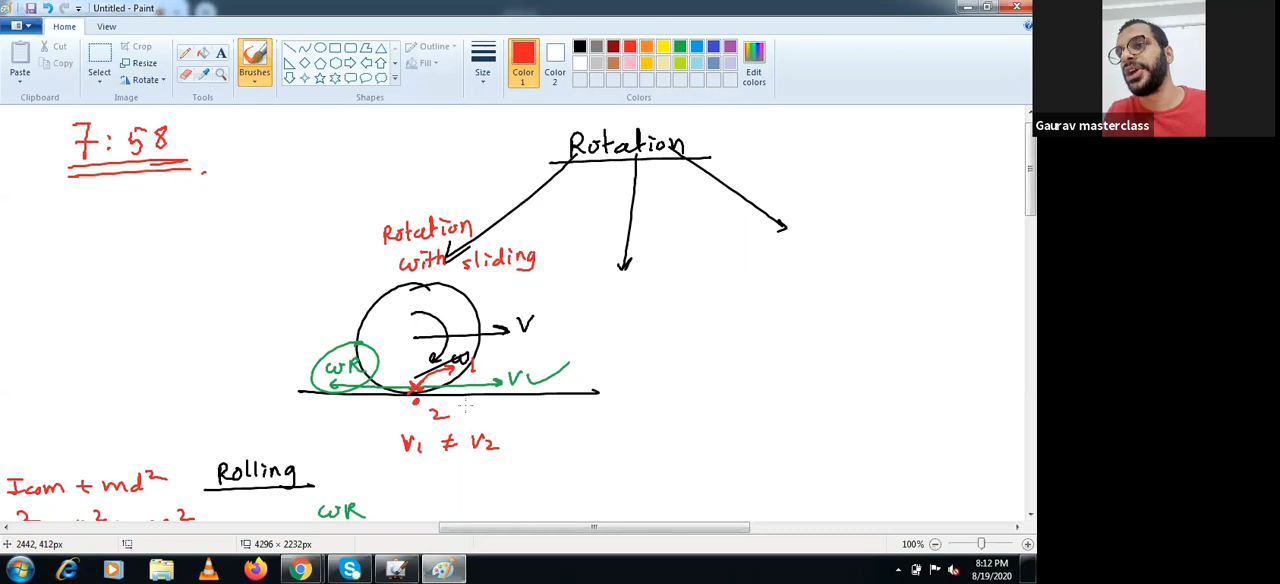 Untitled - Paint
Home
View
Paste
Cut
Copy
Clipboard
Select
Crop
Resize
Rotate
Image
A
Tools
Brushes
Shapes
Outline
Fill
Size
Color 1
Color 2
Edit colors
Colors
Gaurav masterclass
7 : 58
Rotation
Rotation
with sliding
V
ω
1
ωR
V
2
V1 ≠ V2
Rolling
Icom + md²
ωR
2442, 412px
4296 × 2232px
100%
8:12 PM
8/19/2020